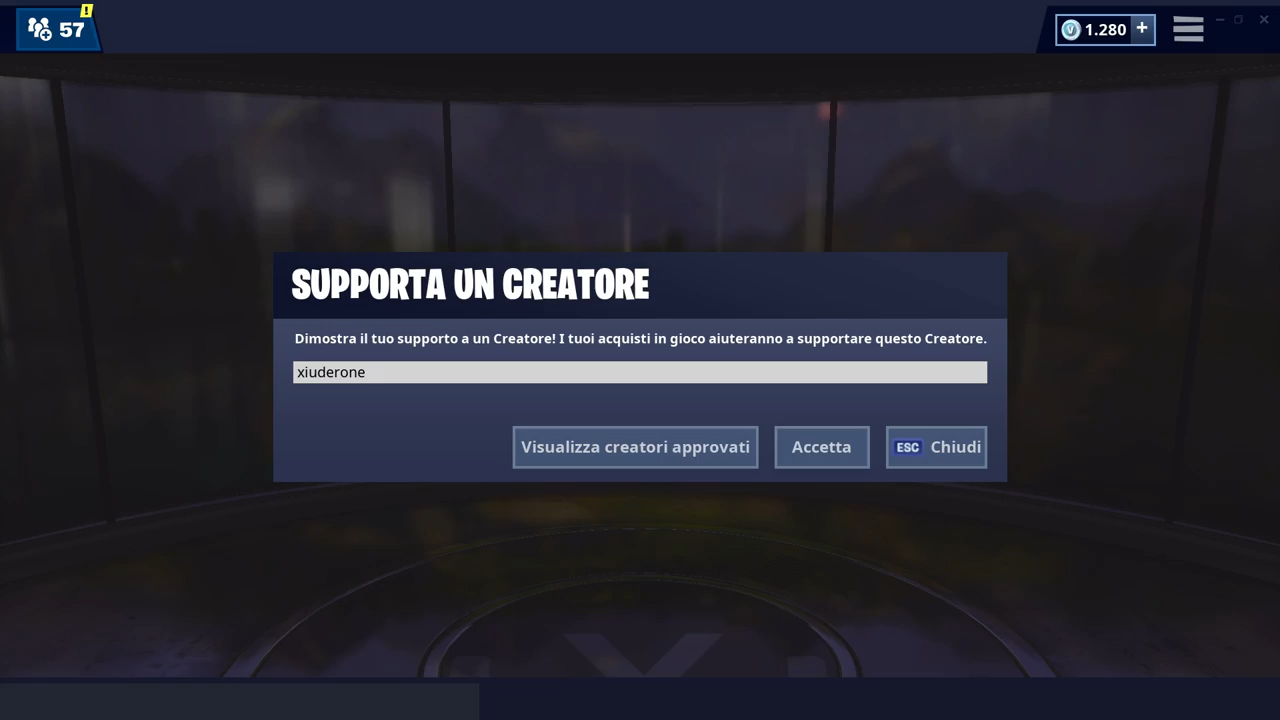 57
!
1.280 +
SUPPORTA UN CREATORE
Dimostra il tuo supporto a un Creatore! I tuoi acquisti in gioco aiuteranno a supportare questo Creatore.
xiuderone
Visualizza creatori approvati
Accetta
ESC Chiudi